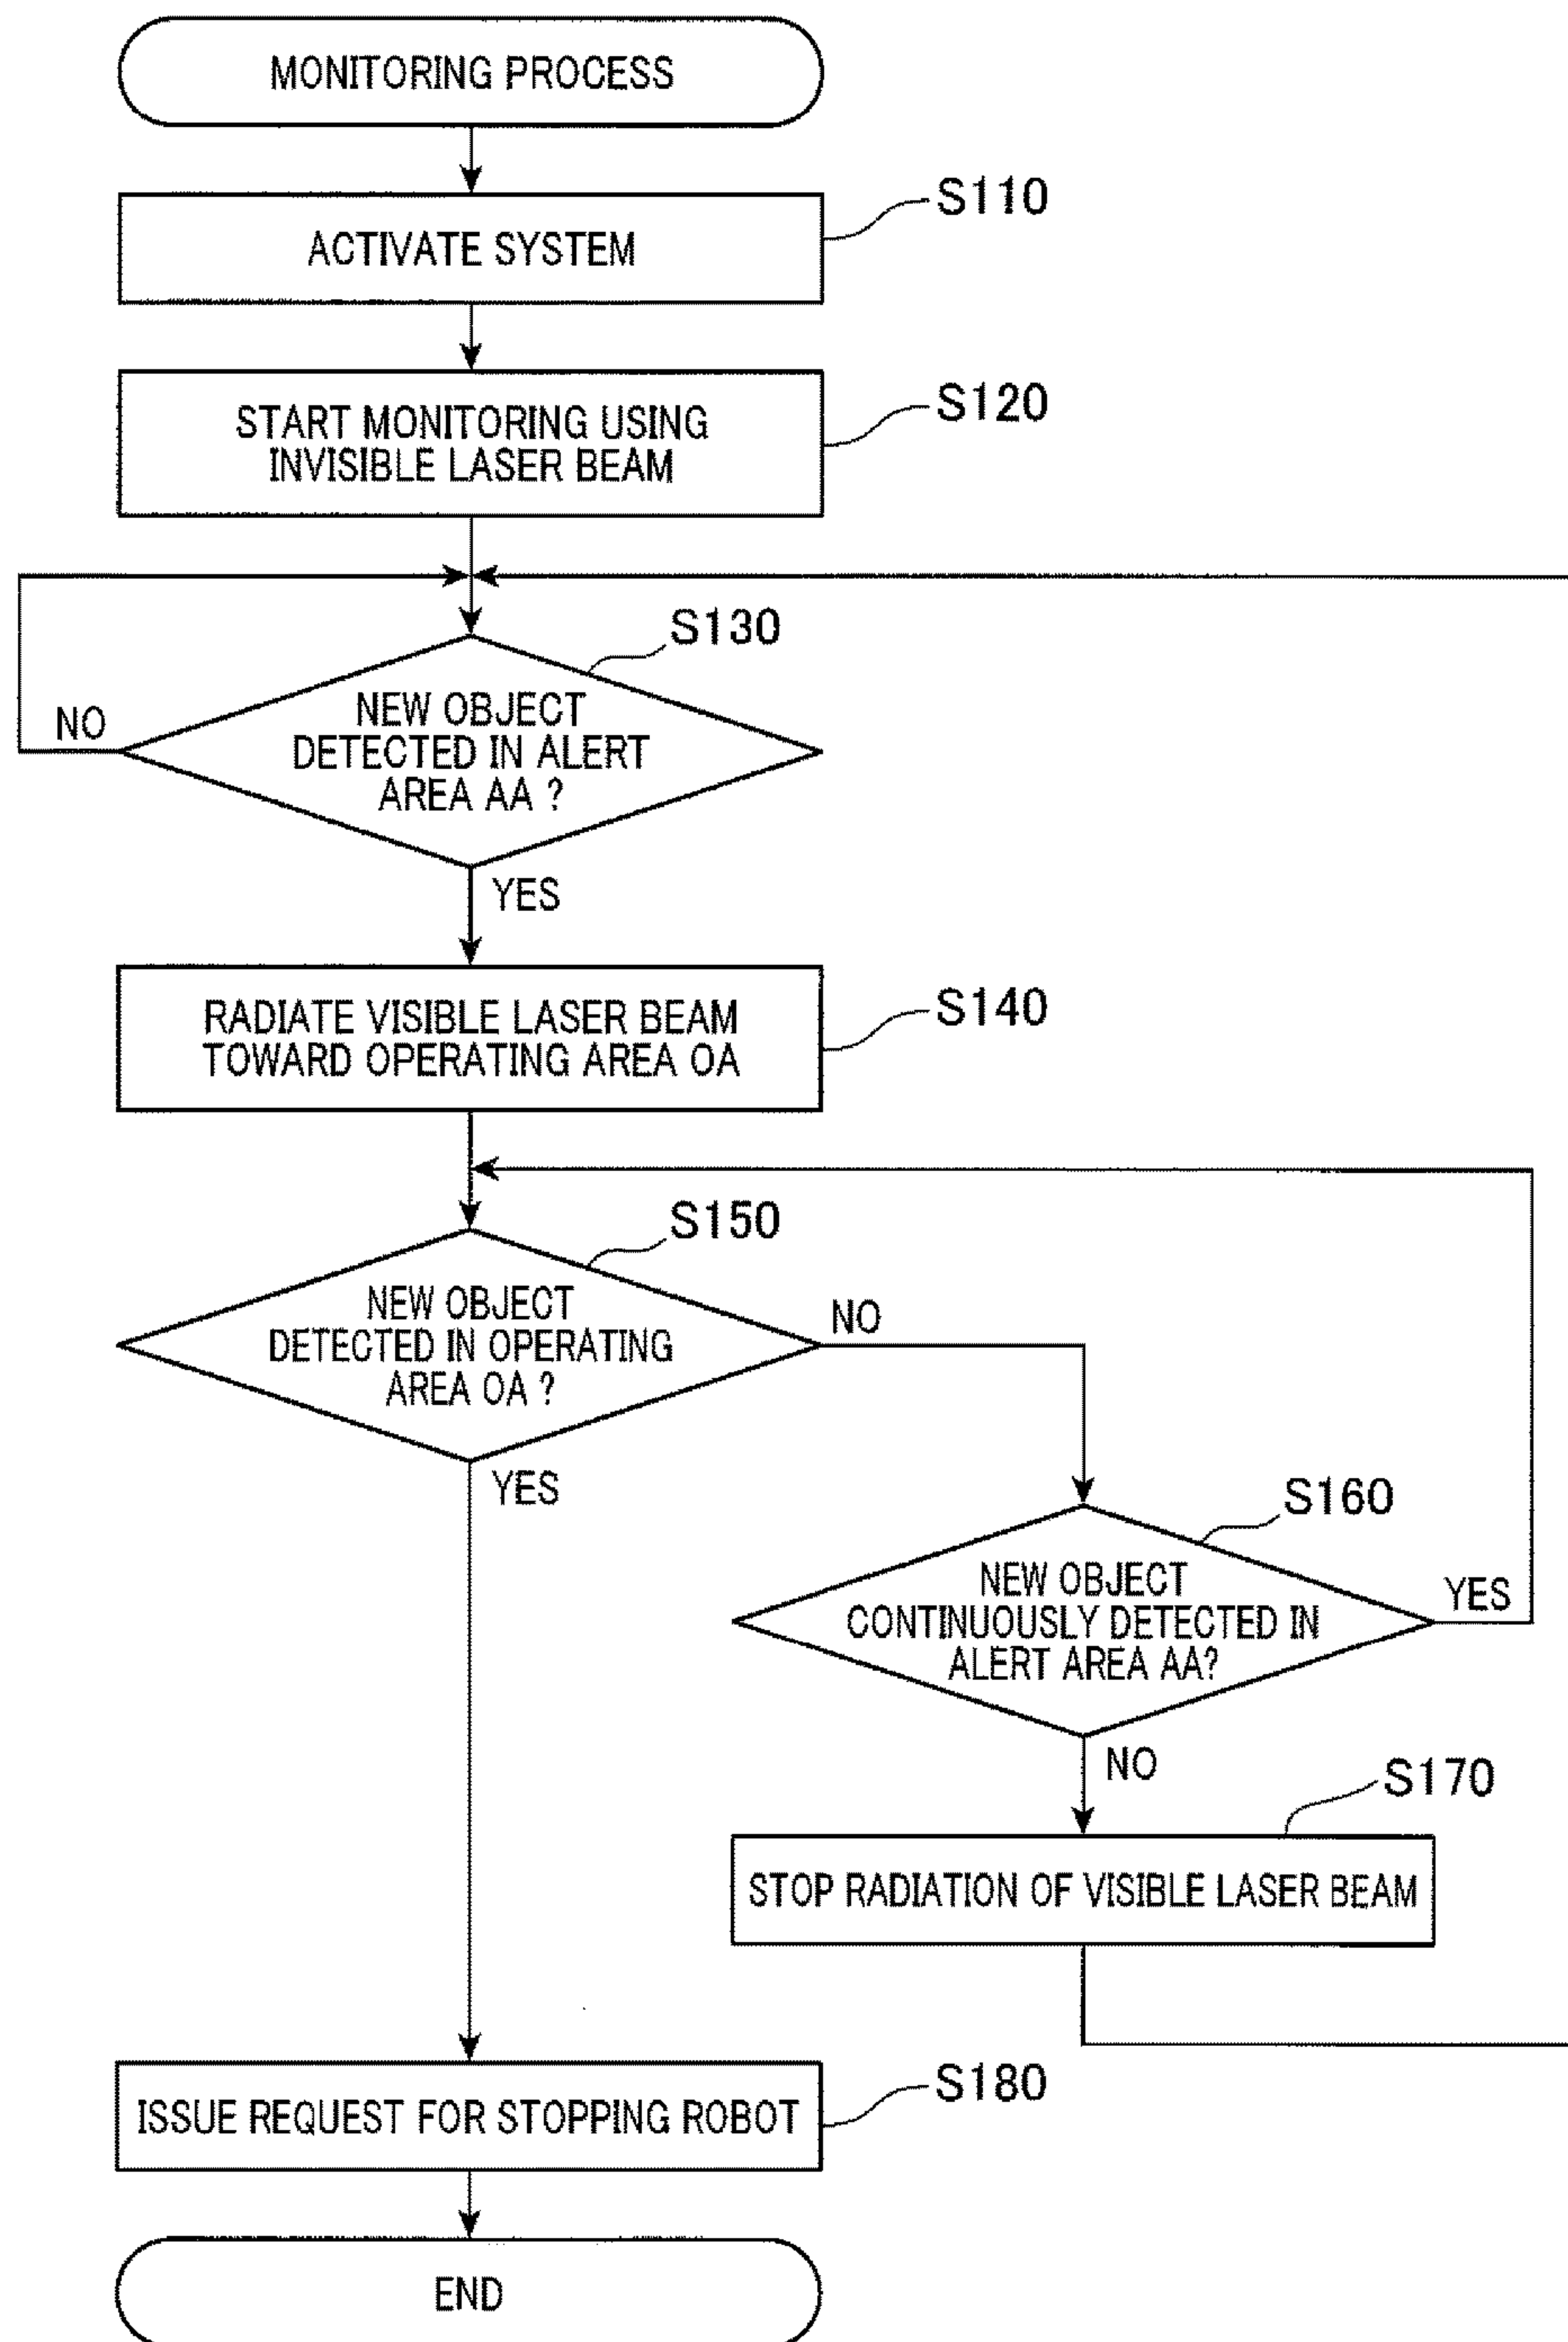 MONITORING PROCESS
S110
ACTIVATE SYSTEM
S120
START MONITORING USING
INVISIBLE LASER BEAM
S130
NEW OBJECT
DETECTED IN ALERT
AREA AA ?
NO
YES
S140
RADIATE VISIBLE LASER BEAM
TOWARD OPERATING AREA OA
S150
NEW OBJECT
DETECTED IN OPERATING
AREA OA ?
NO
YES
S160
NEW OBJECT
CONTINUOUSLY DETECTED IN
ALERT AREA AA?
YES
NO
S170
STOP RADIATION OF VISIBLE LASER BEAM
S180
ISSUE REQUEST FOR STOPPING ROBOT
END